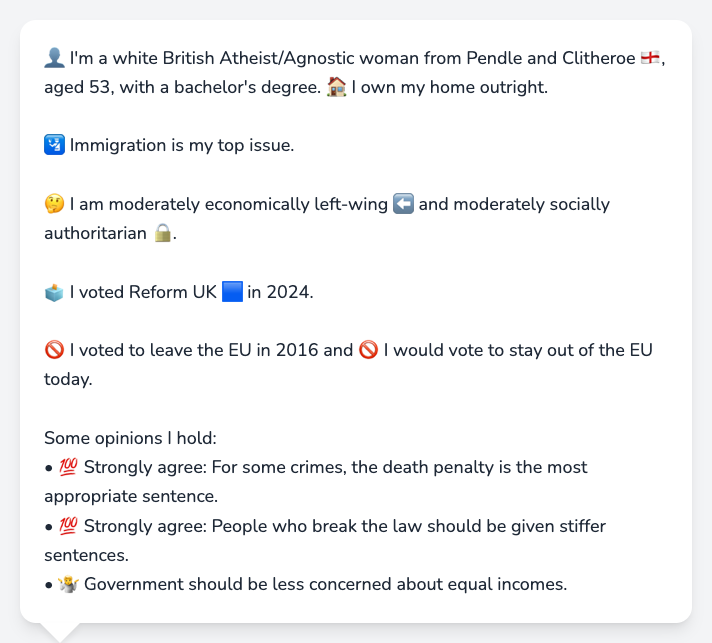 👤 I'm a white British Atheist/Agnostic woman from Pendle and Clitheroe 🏴󠁧󠁢󠁥󠁮󠁧󠁿,
aged 53, with a bachelor's degree. 🏠 I own my home outright.
🛂 Immigration is my top issue.
🤔 I am moderately economically left-wing ⬅️ and moderately socially
authoritarian 🔒.
🗳️ I voted Reform UK 🟦 in 2024.
🚫 I voted to leave the EU in 2016 and 🚫 I would vote to stay out of the EU
today.
Some opinions I hold:
• 💯 Strongly agree: For some crimes, the death penalty is the most
appropriate sentence.
• 💯 Strongly agree: People who break the law should be given stiffer
sentences.
• 🤷 Government should be less concerned about equal incomes.